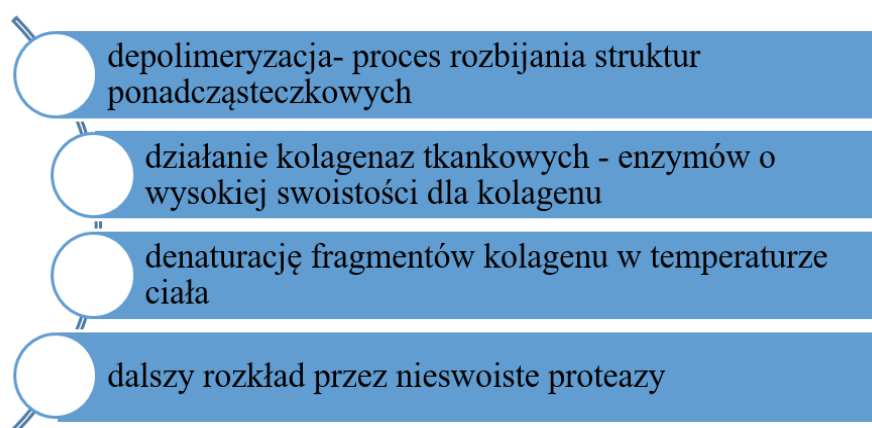 depolimeryzacja- proces rozbijania struktur
ponadcząsteczkowych
działanie kolagenaz tkankowych - enzymów o
wysokiej swoistości dla kolagenu
denaturację fragmentów kolagenu w temperaturze
ciała
dalszy rozkład przez nieswoiste proteazy